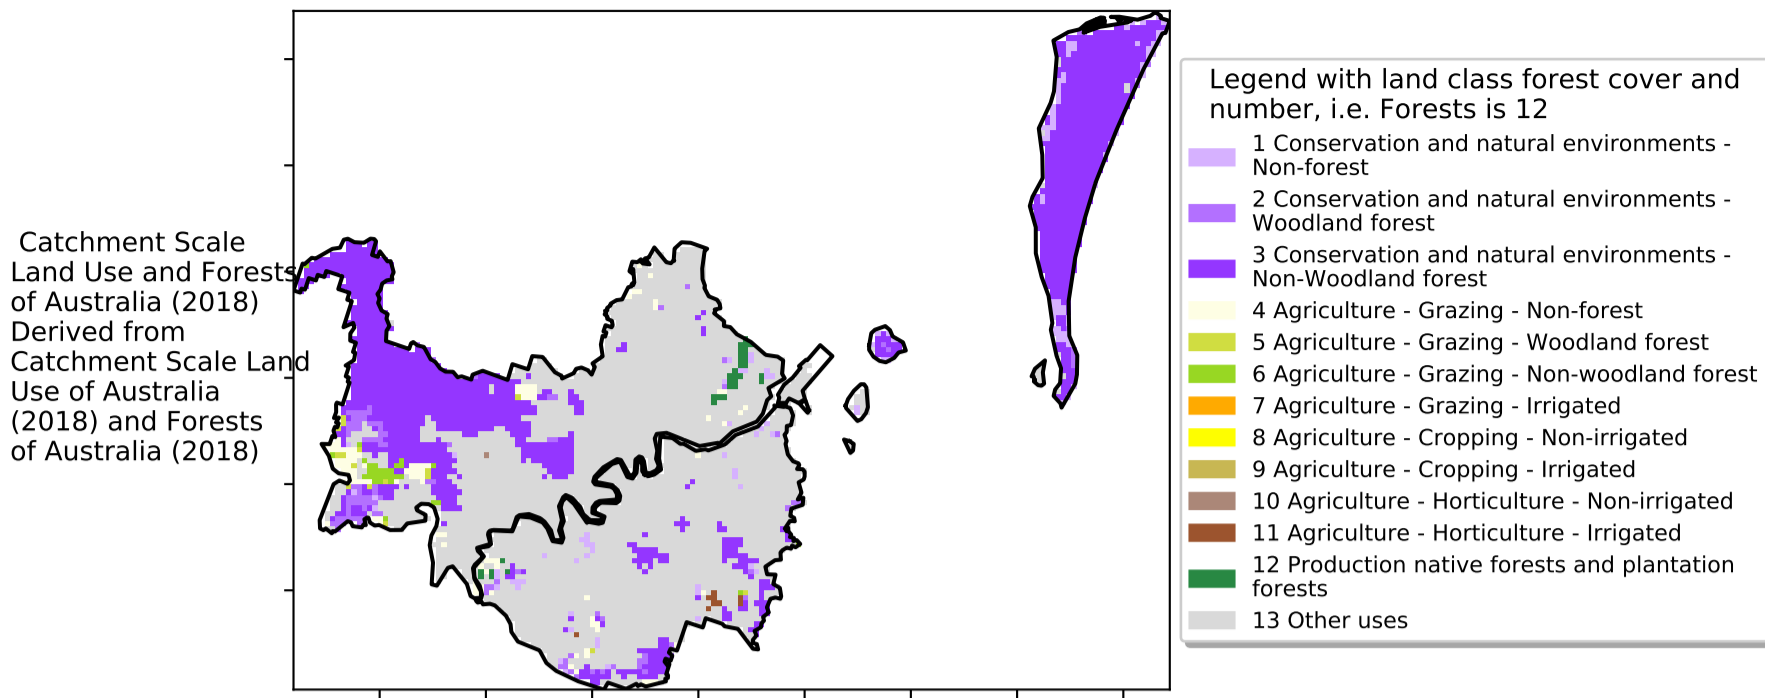 Catchment Scale
Land Use and Forests
of Australia (2018)
Derived from
Catchment Scale Land
Use of Australia
(2018) and Forests
of Australia (2018)
Legend with land class forest cover and
number, i.e. Forests is 12
1 Conservation and natural environments -
Non-forest
2 Conservation and natural environments -
Woodland forest
3 Conservation and natural environments -
Non-Woodland forest
4 Agriculture - Grazing - Non-forest
5 Agriculture - Grazing - Woodland forest
6 Agriculture - Grazing - Non-woodland forest
7 Agriculture - Grazing - Irrigated
8 Agriculture - Cropping - Non-irrigated
9 Agriculture - Cropping - Irrigated
10 Agriculture - Horticulture - Non-irrigated
11 Agriculture - Horticulture - Irrigated
12 Production native forests and plantation
forests
13 Other uses